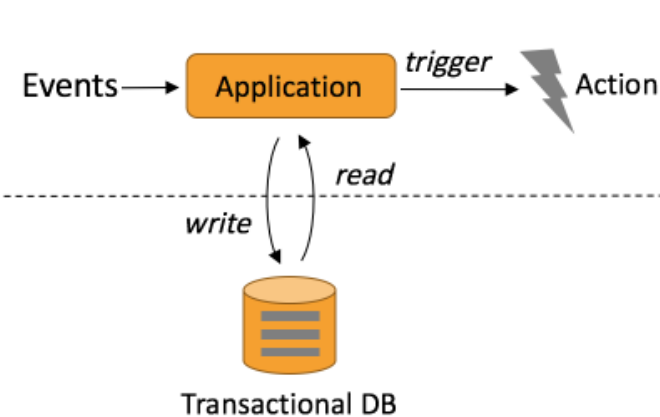 Events
Application
trigger
Action
read
write
Transactional DB